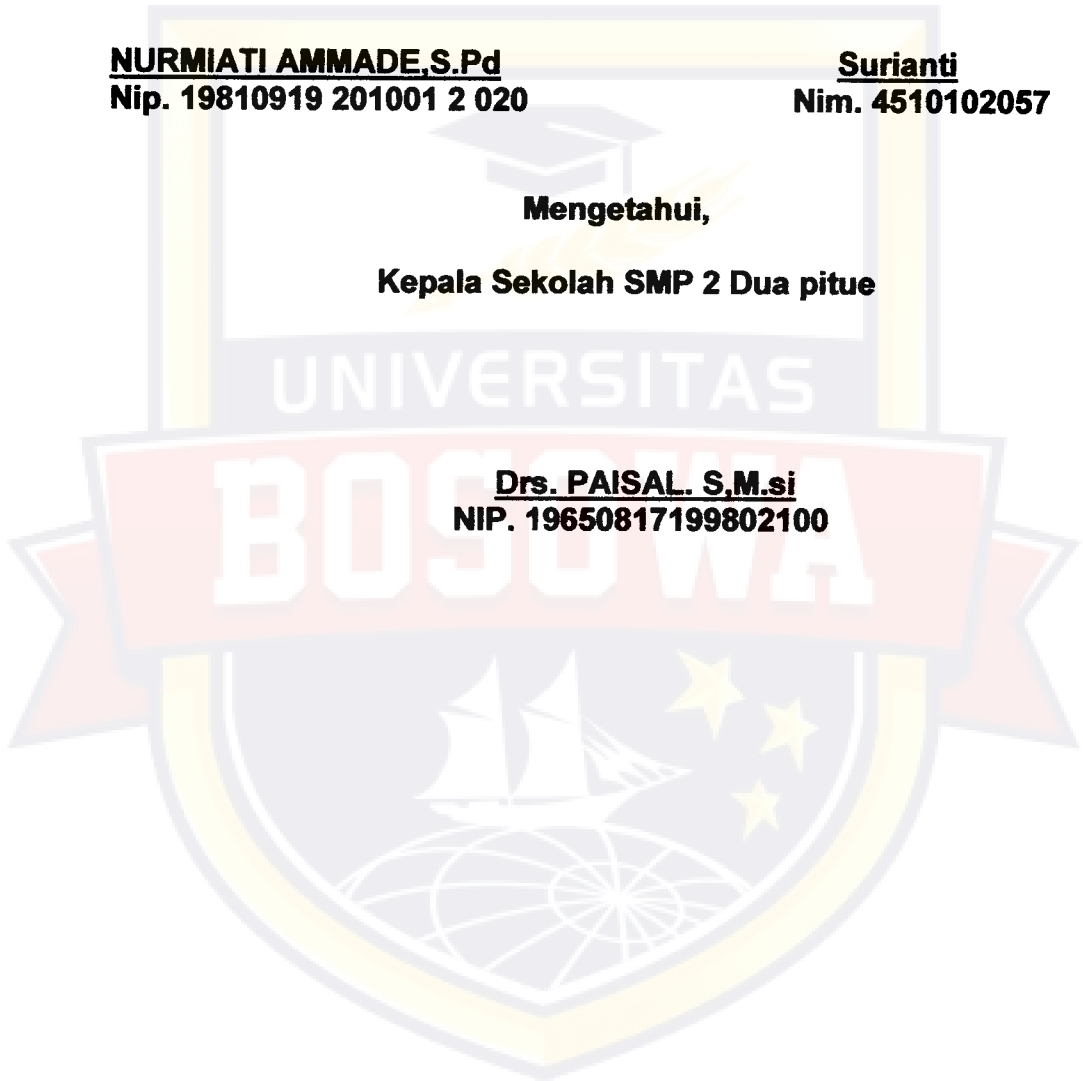 NURMIATI AMMADE,S.Pd
Nip. 19810919 201001 2 020
Surianti
Nim. 4510102057
Mengetahui,
Kepala Sekolah SMP 2 Dua pitue
UNIVERSITAS
BOSOWA
Drs. PAISAL. S,M.si
NIP. 19650817199802100